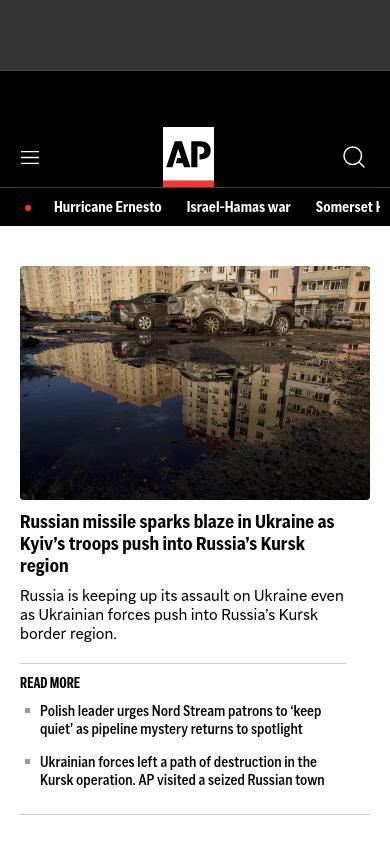 AP
Hurricane Ernesto Israel-Hamas war Somerset
Russian missile sparks blaze in Ukraine as
Kyiv’s troops push into Russia’s Kursk
region
Russia is keeping up its assault on Ukraine even
as Ukrainian forces push into Russia’s Kursk
border region.
READ MORE
Polish leader urges Nord Stream patrons to ‘keep
quiet’ as pipeline mystery returns to spotlight
Ukrainian forces left a path of destruction in the
Kursk operation. AP visited a seized Russian town